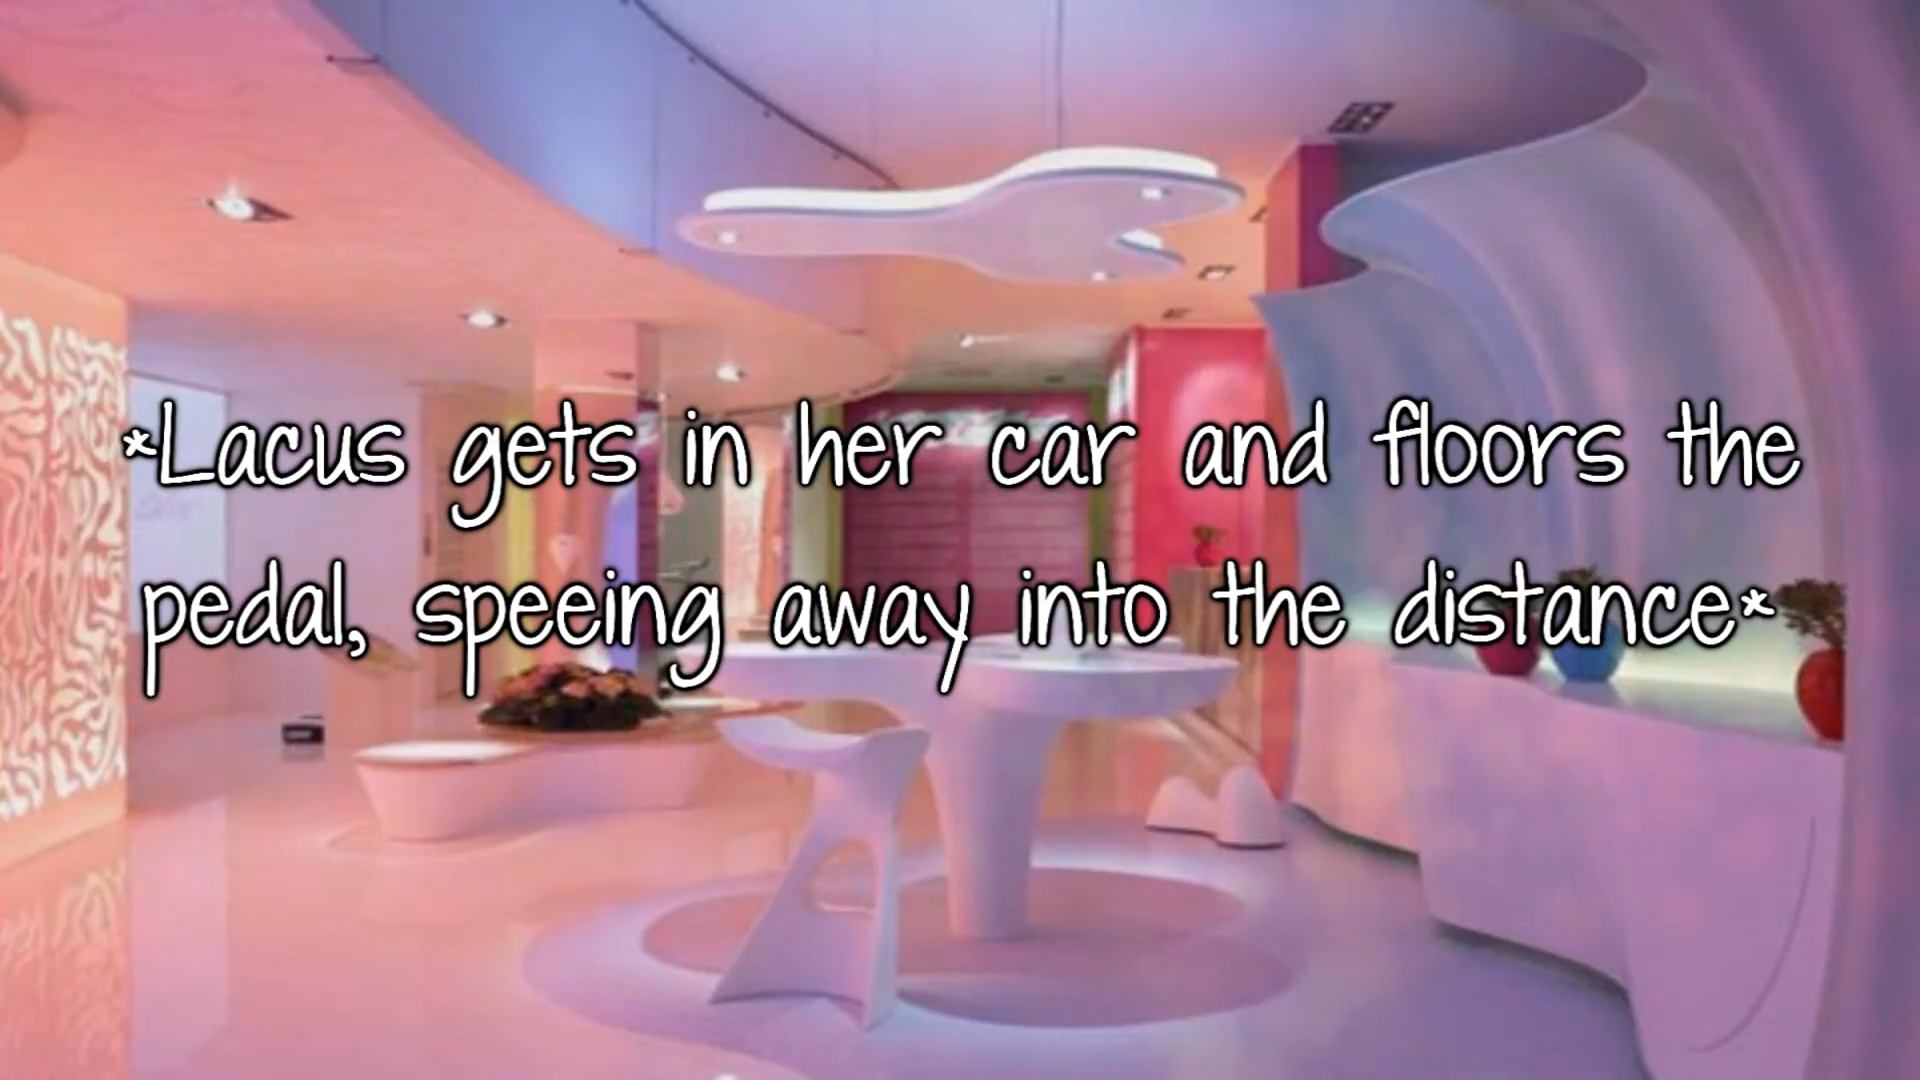 *Lacus gets in her car and floors the
pedal, speeing away into the distance*